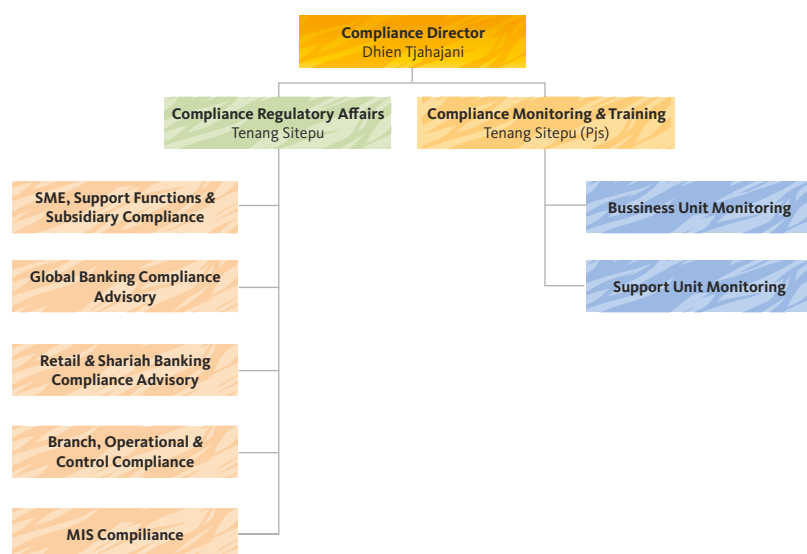 Compliance Director
Dhien Tjahajani
Compliance Regulatory Affairs
Tenang Sitepu
Compliance Monitoring & Training
Tenang Sitepu (Pjs)
SME, Support Functions &
Subsidiary Compliance
Global Banking Compliance
Advisory
Retail & Shariah Banking
Compliance Advisory
Branch, Operational &
Control Compliance
MIS Compiliance
Bussiness Unit Monitoring
Support Unit Monitoring